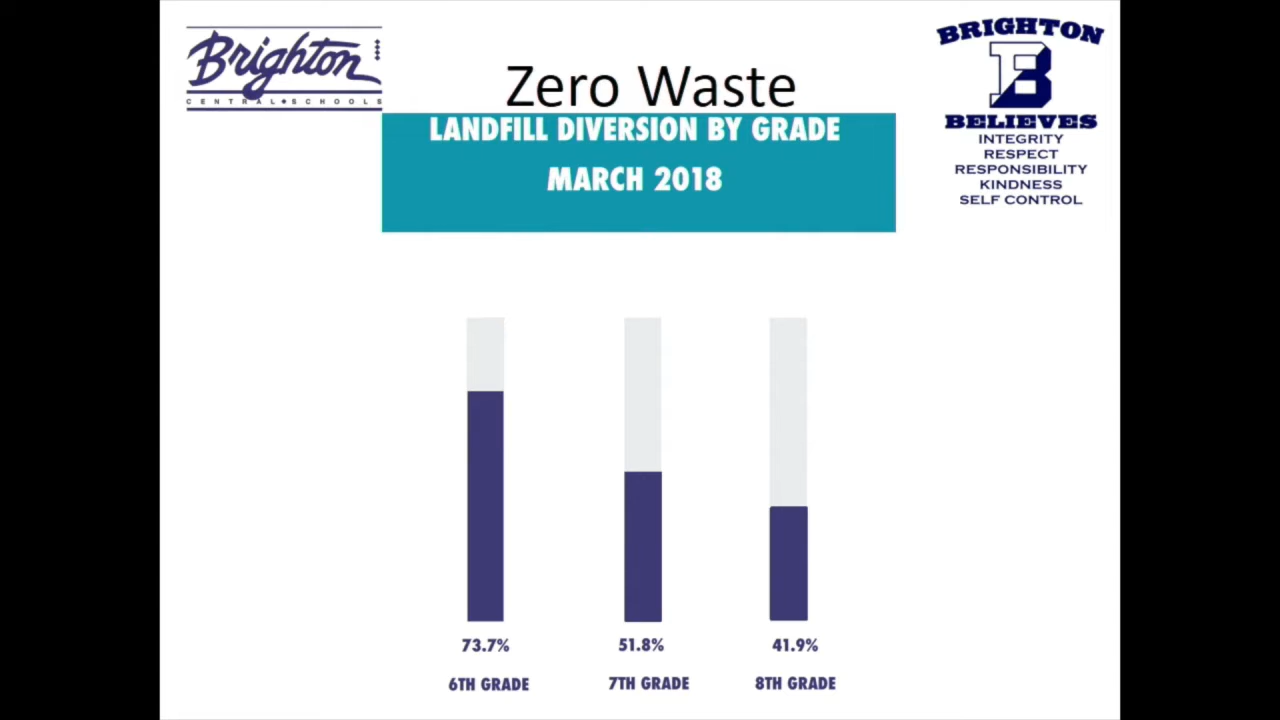 Brighton
CENTRAL SCHOOLS
Zero Waste
LANDFILL DIVERSION BY GRADE
MARCH 2018
BRIGHTON
B
BELIEVES
INTEGRITY
RESPECT
RESPONSIBILITY
KINDNESS
SELF CONTROL
73.7%
51.8%
41.9%
6TH GRADE
7TH GRADE
8TH GRADE